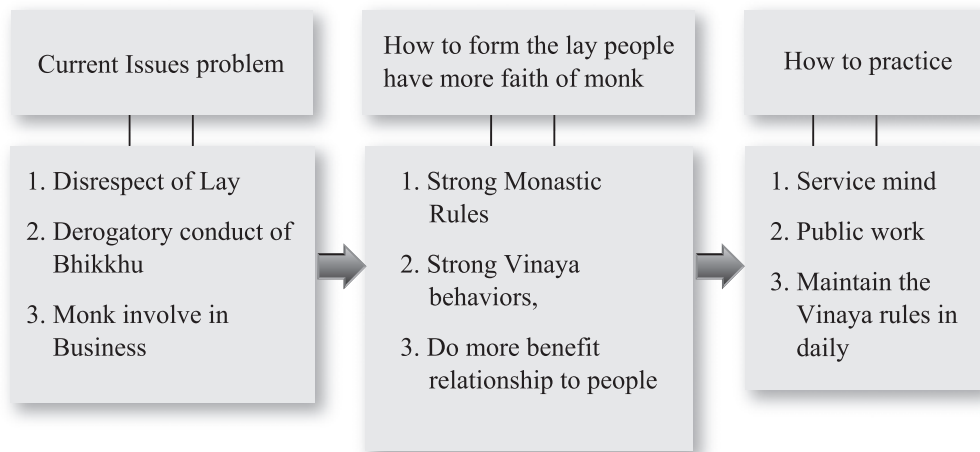 Current Issues problem
1. Disrespect of Lay
2. Derogatory conduct of
Bhikkhu
3. Monk involve in
Business
How to form the lay people
have more faith of monk
1. Strong Monastic
Rules
2. Strong Vinaya
behaviors,
3. Do more benefit
relationship to people
How to practice
1. Service mind
2. Public work
3. Maintain the
Vinaya rules in
daily